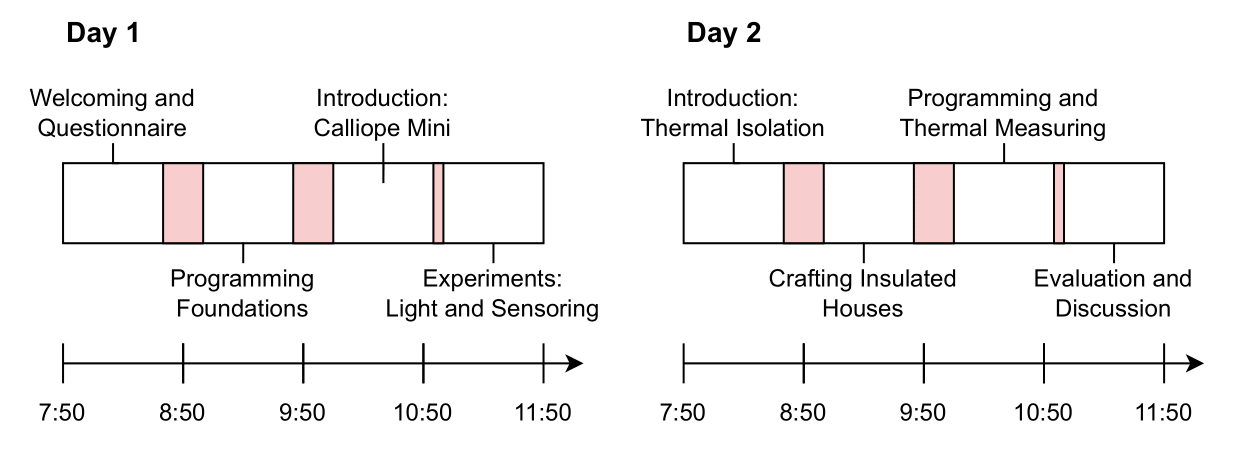 Day 1
Welcoming and
Questionnaire
Introduction:
Calliope Mini
Programming
Foundations
Experiments:
Light and Sensoring
7:50 8:50 9:50 10:50 11:50
Day 2
Introduction:
Thermal Isolation
Programming and
Thermal Measuring
Crafting Insulated
Houses
Evaluation and
Discussion
7:50 8:50 9:50 10:50 11:50